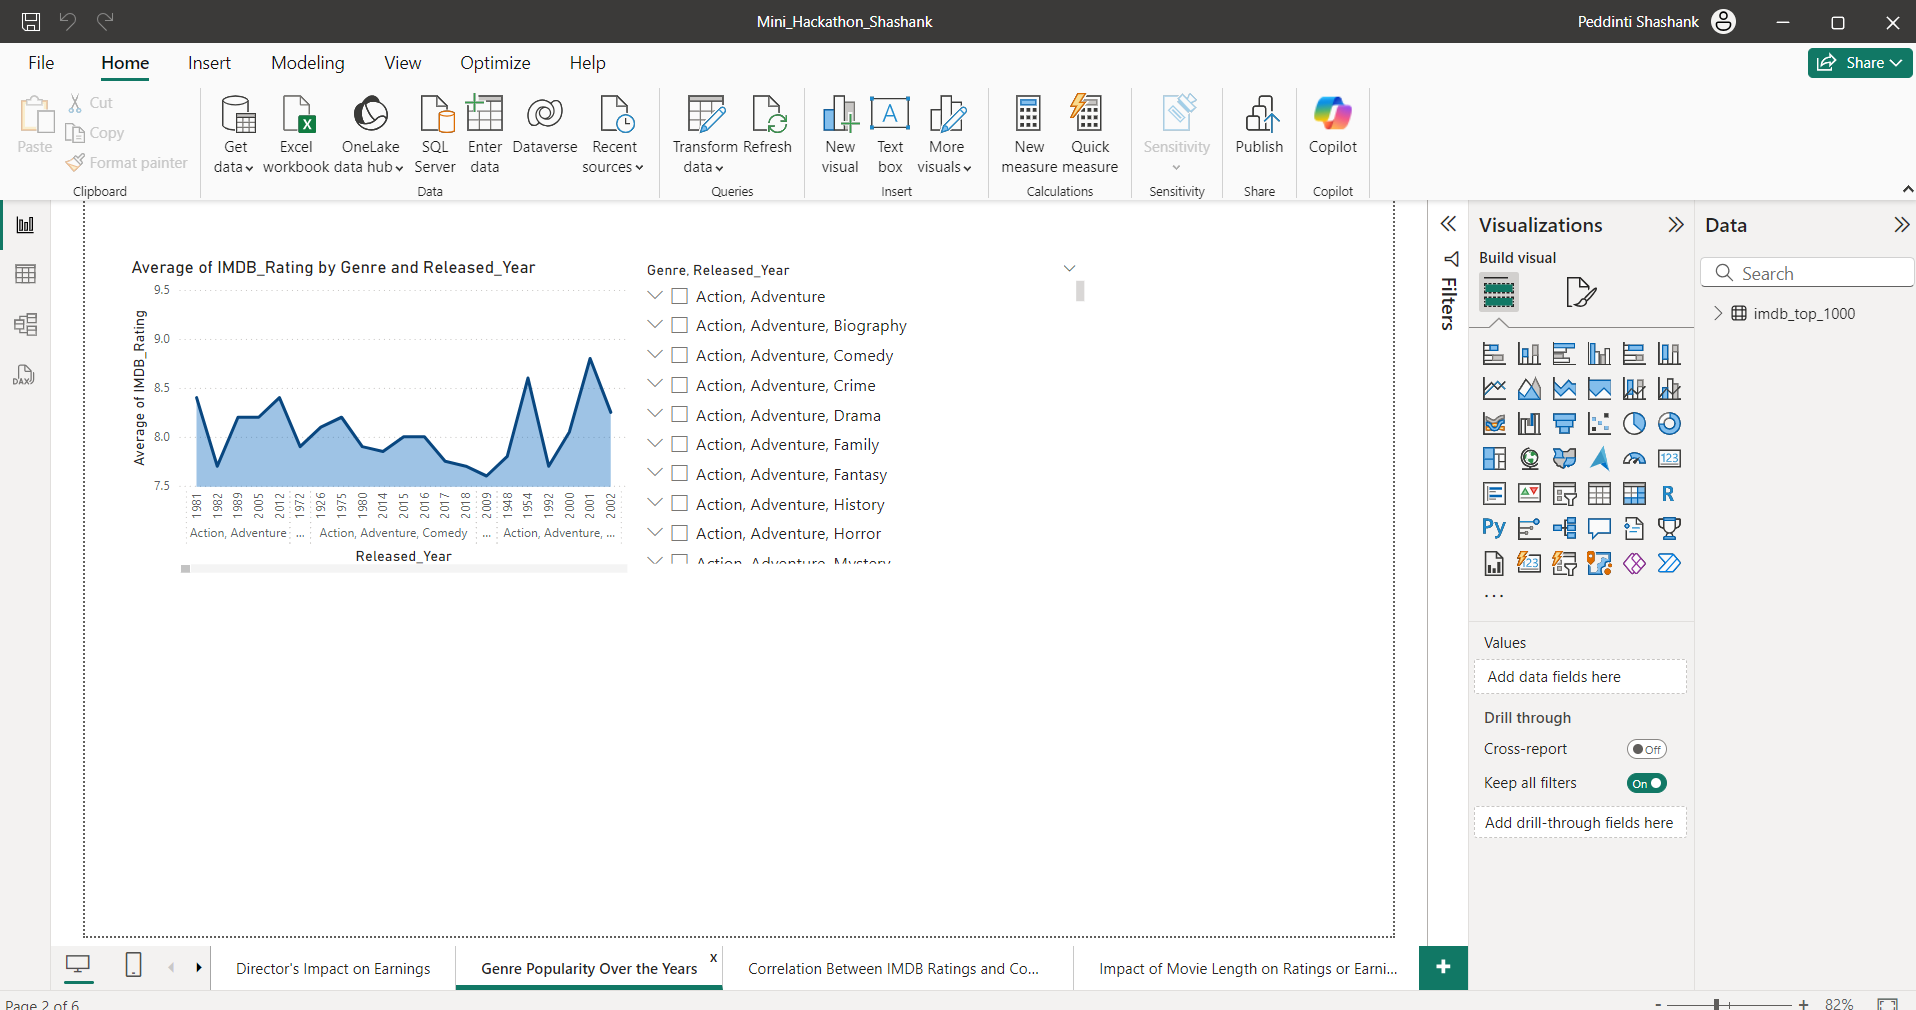 Mini_Hackathon_Shashank
Peddinti Shashank
File Home Insert Modeling View Optimize Help
Share
Paste
Cut
Copy
Format painter
Clipboard
Get data
Excel workbook
OneLake data hub
SQL Server
Enter data
Dataverse
Recent sources
Data
Transform data
Refresh
Queries
New visual
Text box
More visuals
Insert
New measure
Quick measure
Calculations
Sensitivity
Sensitivity
Publish
Share
Copilot
Copilot
Average of IMDB_Rating by Genre and Released_Year
Average of IMDB_Rating
9.5
9.0
8.5
8.0
7.5
1981 1982 1989 2005 2012 1972 1926 1975 1980 2014 2015 2016 2017 2018 2009 1948 1954 1992 2000 2001 2002
Action, Adventure ... Action, Adventure, Comedy ... Action, Adventure, ...
Released_Year
Genre, Released_Year
Action, Adventure
Action, Adventure, Biography
Action, Adventure, Comedy
Action, Adventure, Crime
Action, Adventure, Drama
Action, Adventure, Family
Action, Adventure, Fantasy
Action, Adventure, History
Action, Adventure, Horror
Action, Adventure, Mystery
Filters
Visualizations
Build visual
123
R
Py
123
...
Values
Add data fields here
Drill through
Cross-report
Off
Keep all filters
On
Add drill-through fields here
Data
Search
imdb_top_1000
DAX
Director's Impact on Earnings
Genre Popularity Over the Years
x
Correlation Between IMDB Ratings and Co...
Impact of Movie Length on Ratings or Earni...
+
Page 2 of 6
- + 82%